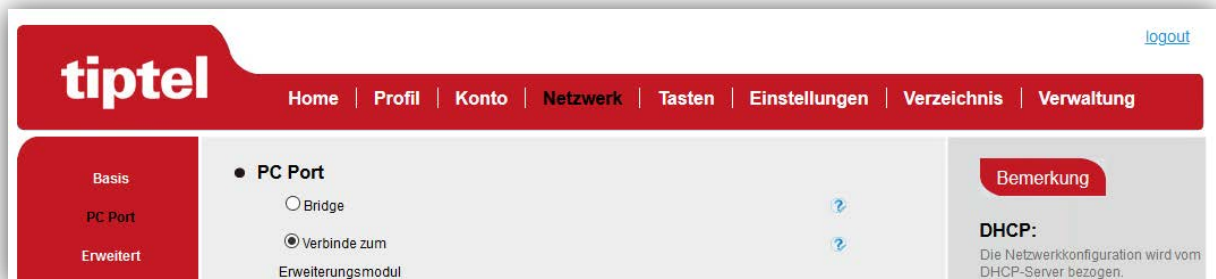 logout
tiptel
Home | Profil | Konto | Netzwerk | Tasten | Einstellungen | Verzeichnis | Verwaltung
Basis
PC Port
Erweitert
PC Port
Bridge ?
Verbinde zum ?
Erweiterungsmodul
Bemerkung
DHCP:
Die Netzwerkkonfiguration wird vom
DHCP-Server bezogen.